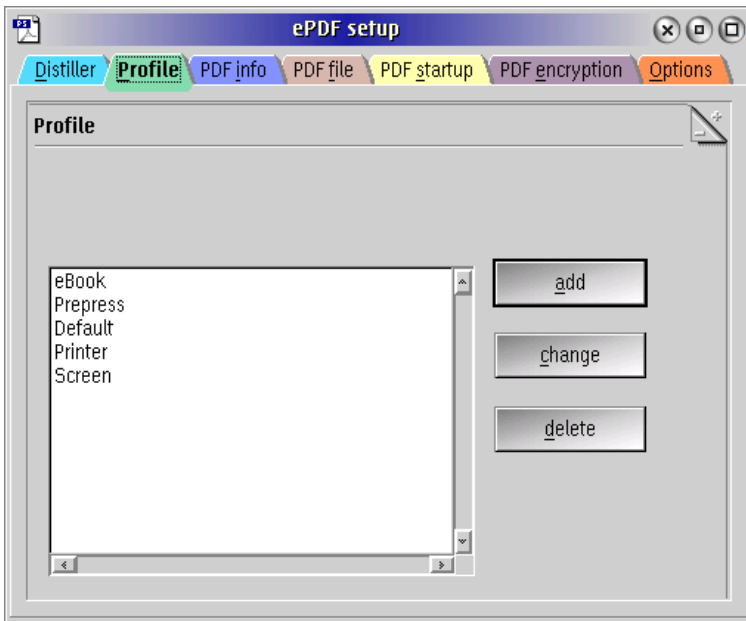 PS
ePDF setup
Distiller Profile PDF info PDF file PDF startup PDF encryption Options
Profile
eBook
Prepress
Default
Printer
Screen
add
change
delete